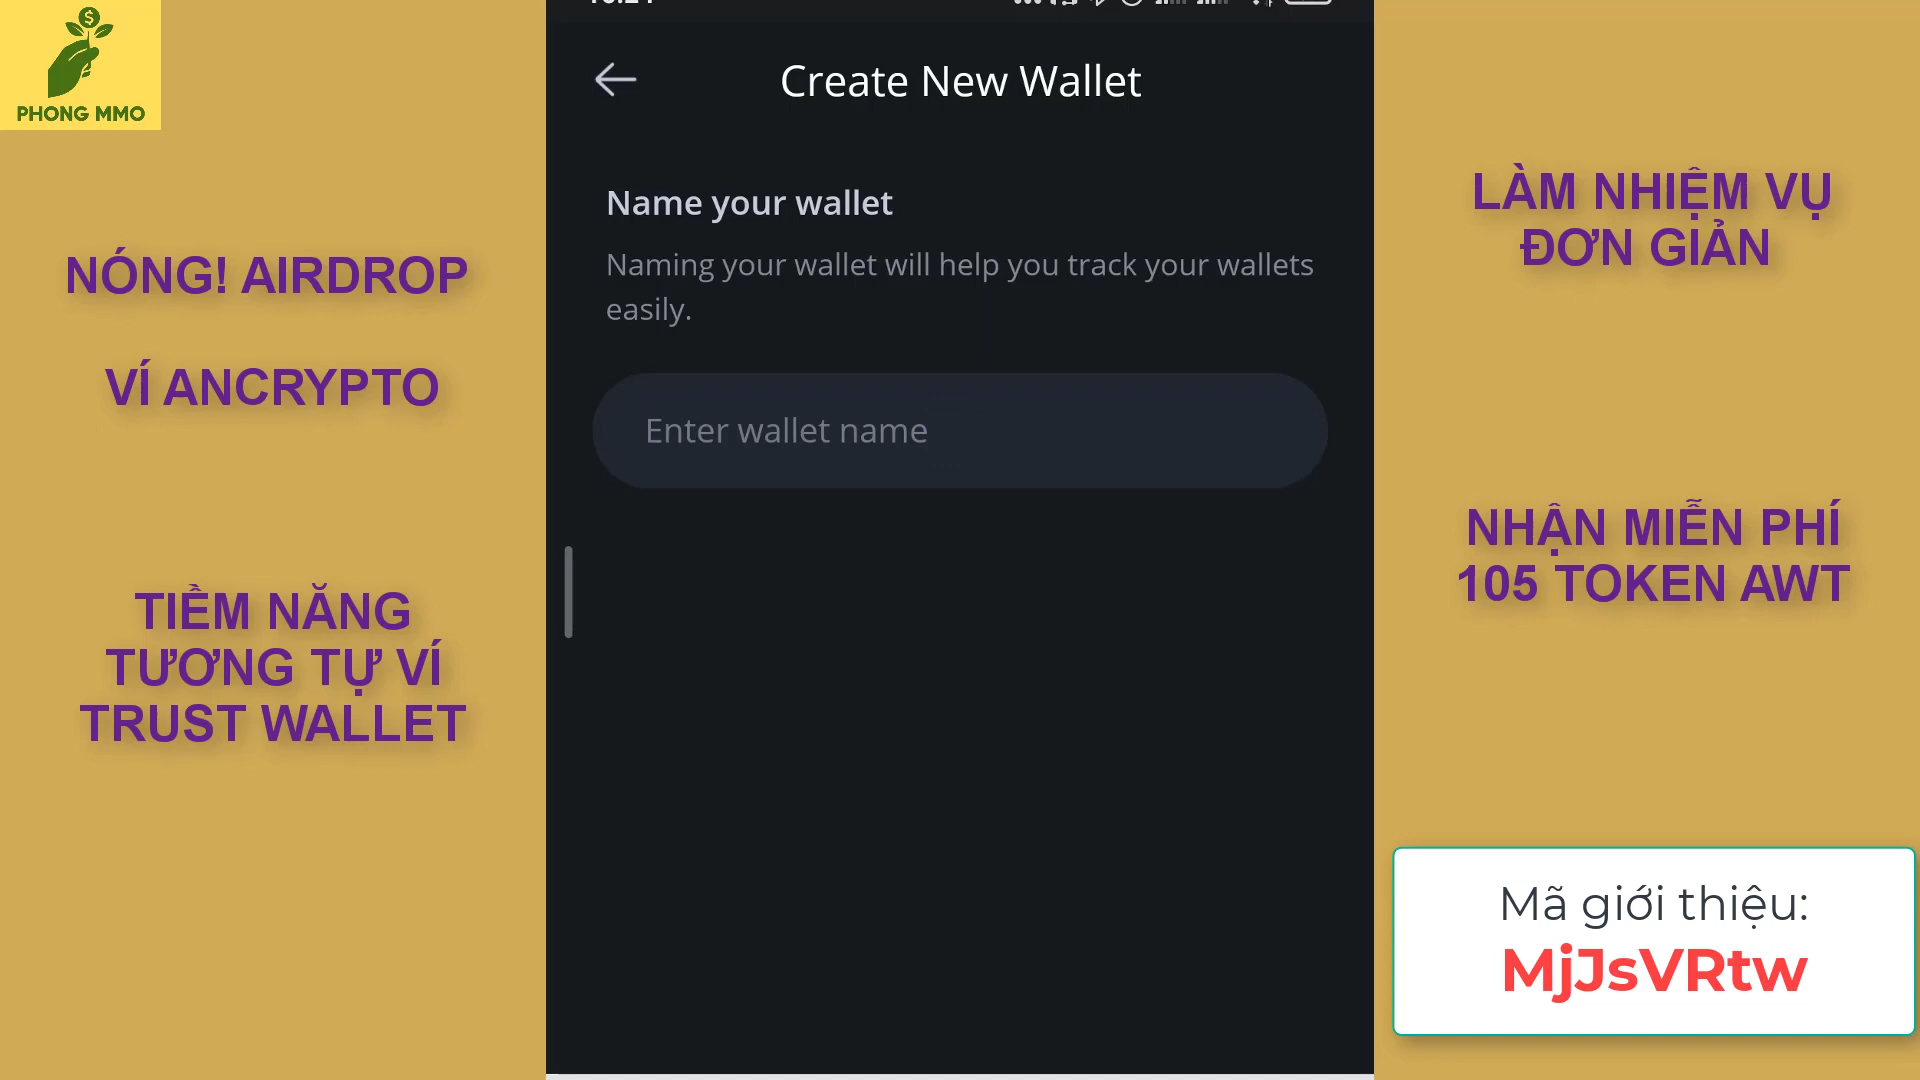 PHONG MMO
NÓNG! AIRDROP
VÍ ANCRYPTO
TIỀM NĂNG
TƯƠNG TỰ VÍ
TRUST WALLET
Create New Wallet
Name your wallet
Naming your wallet will help you track your wallets
easily.
Enter wallet name
LÀM NHIỆM VỤ
ĐƠN GIẢN
NHẬN MIỄN PHÍ
105 TOKEN AWT
Mã giới thiệu:
MjJsVRtw